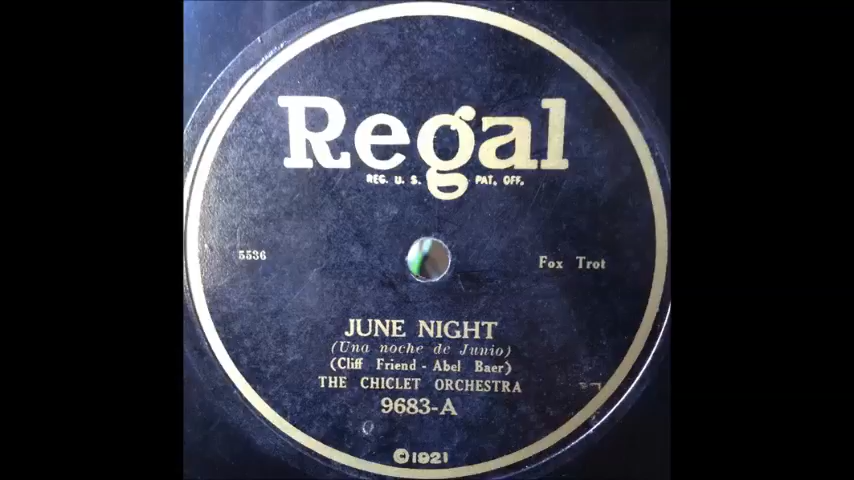 Regal
REG. U. S. PAT. OFF.
5536
Fox Trot
JUNE NIGHT
(Una noche de Junio)
(Cliff Friend - Abel Baer)
THE CHICLET ORCHESTRA
9683-A
©1921